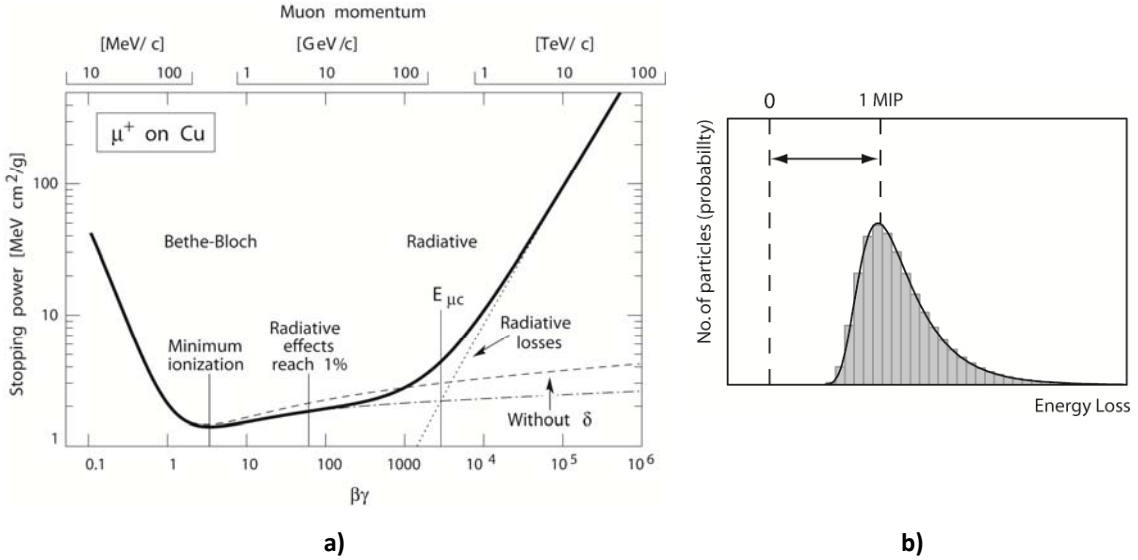 Muon momentum
[MeV/ c]
[GeV/c]
[TeV/ c]
10
100
1
10
100
1
10
100
μ⁺ on Cu
Stopping power [MeV cm²/g]
100
10
1
Bethe-Bloch
Radiative
E μc
Minimum
ionization
Radiative
effects
reach 1%
Radiative
losses
Without δ
0.1
1
10
100
1000
10⁴
10⁵
10⁶
βγ
a)
0
1 MIP
No. of particles (probability)
Energy Loss
b)